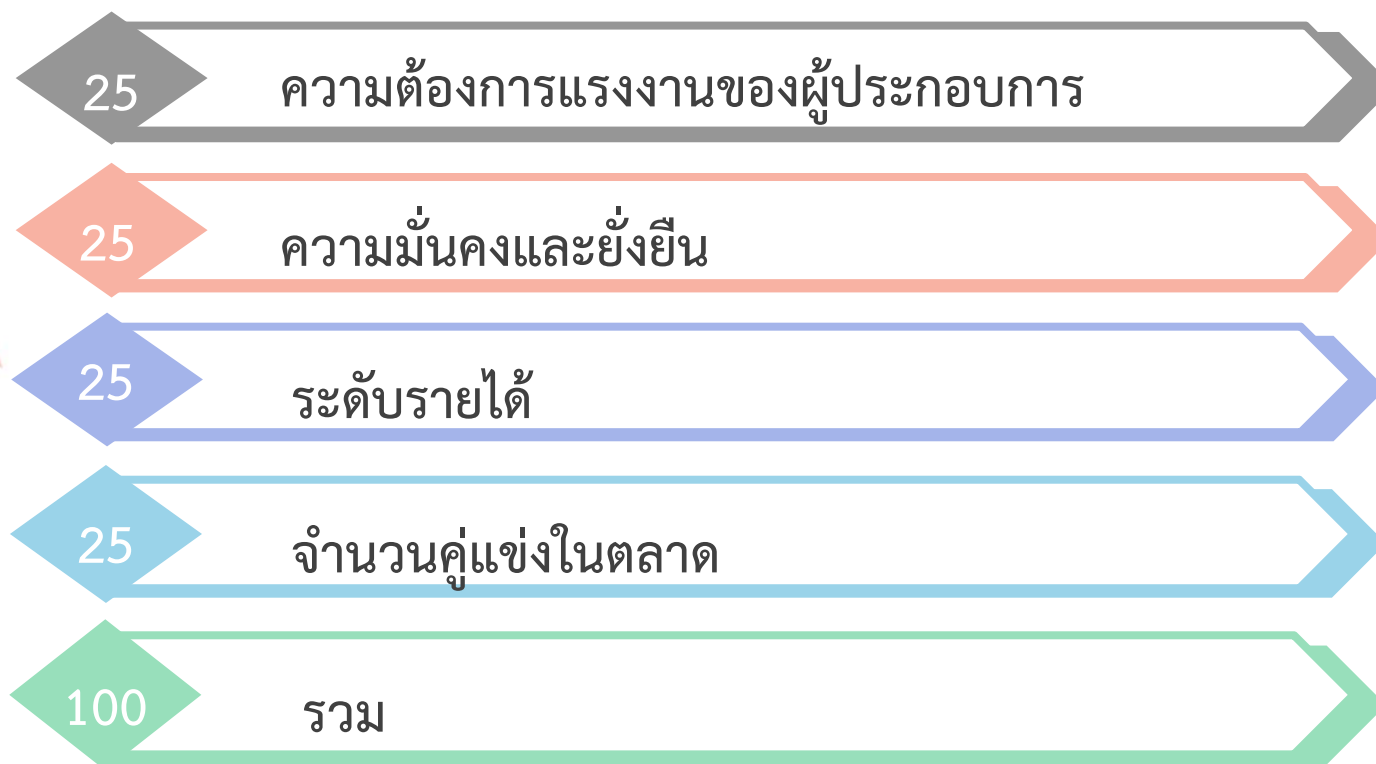 25 ความต้องการแรงงานของผู้ประกอบการ
25 ความมั่นคงและยั่งยืน
25 ระดับรายได้
25 จำนวนคู่แข่งในตลาด
100 รวม